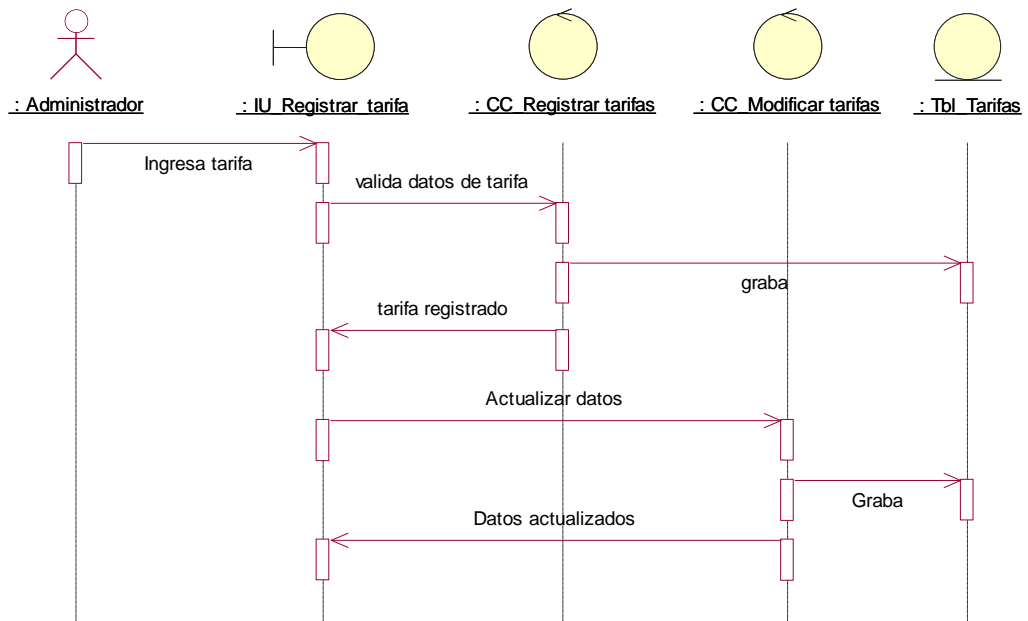 : Administrador
: IU_Registrar_tarifa
: CC_Registrar tarifas
: CC_Modificar tarifas
: Tbl_Tarifas
Ingresa tarifa
valida datos de tarifa
graba
tarifa registrado
Actualizar datos
Graba
Datos actualizados